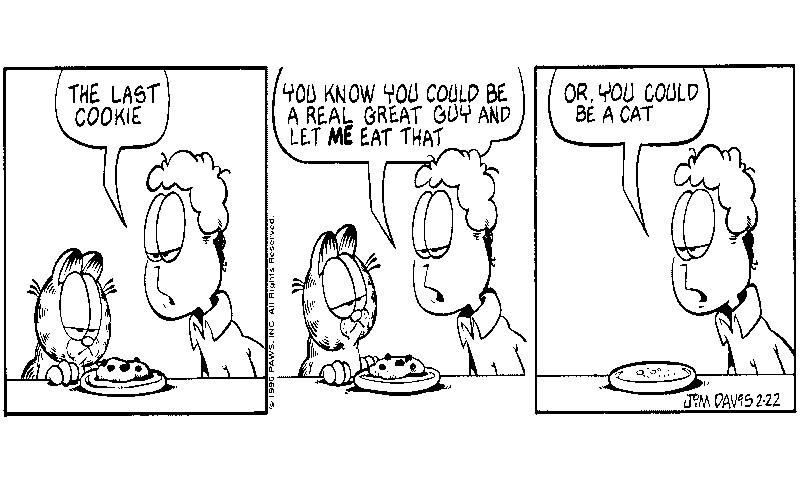 THE LAST
COOKIE
YOU KNOW YOU COULD BE
A REAL GREAT GUY AND
LET ME EAT THAT
OR, YOU COULD
BE A CAT
© 1990 PAWS, INC. All Rights Reserved.
JIM DAVIS 2-22